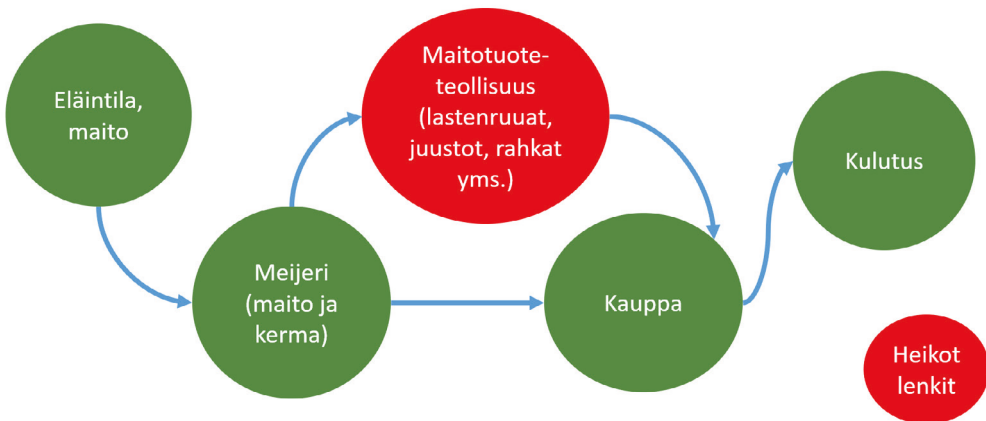 Eläintila,
maito
Meijeri
(maito ja
kerma)
Maitotuote-
teollisuus
(lastenruuat,
juustot, rahkat
yms.)
Kauppa
Kulutus
Heikot
lenkit